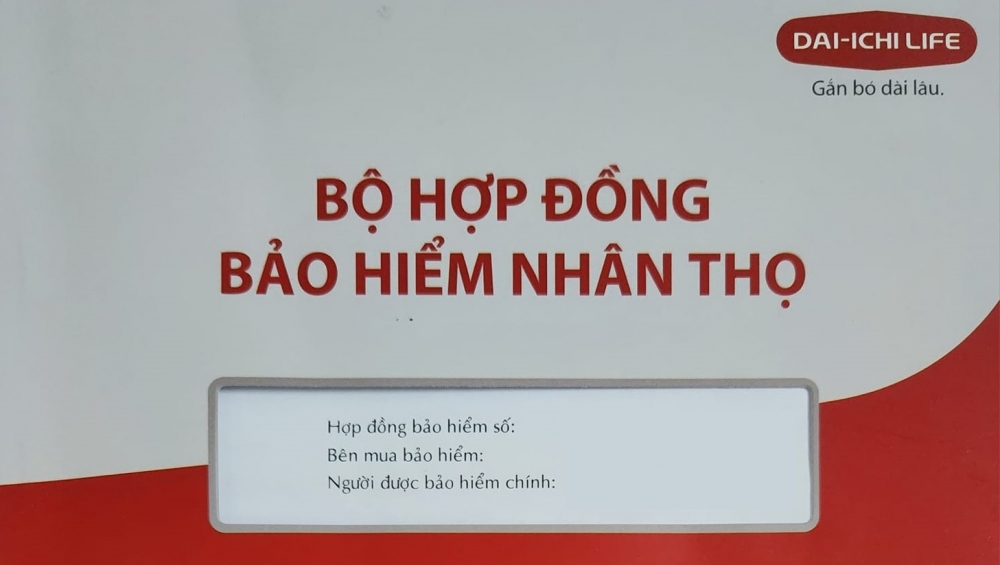 DAI-ICHI LIFE
Gắn bó dài lâu.
BỘ HỢP ĐỒNG
BẢO HIỂM NHÂN THỌ
Hợp đồng bảo hiểm số:
Bên mua bảo hiểm:
Người được bảo hiểm chính: